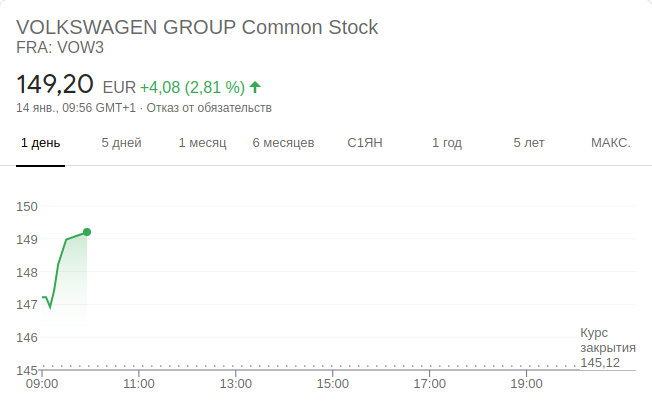 VOLKSWAGEN GROUP Common Stock
FRA: VOW3
149,20 EUR +4,08 (2,81 %)
14 янв., 09:56 GMT+1 · Отказ от обязательств
1 день 5 дней 1 месяц 6 месяцев С1ЯН 1 год 5 лет МАКС.
150
149
148
147
146
145
Курс
закрытия
145,12
09:00 11:00 13:00 15:00 17:00 19:00